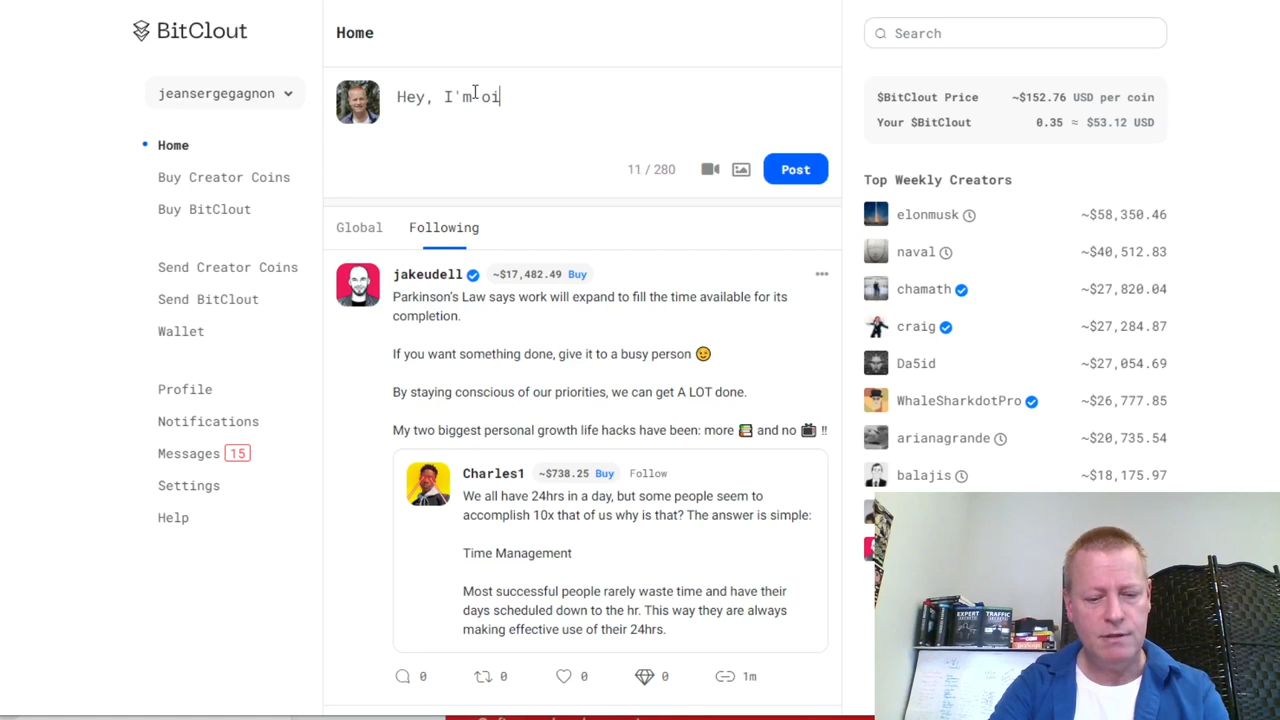 BitClout
jeansergegagnon
Home
Buy Creator Coins
Buy BitClout
Send Creator Coins
Send BitClout
Wallet
Profile
Notifications
Messages 15
Settings
Help
Home
Hey, I'm oi
11 / 280
Post
Global Following
jakeudell ~$17,482.49 Buy
Parkinson's Law says work will expand to fill the time available for its
completion.
If you want something done, give it to a busy person 😉
By staying conscious of our priorities, we can get A LOT done.
My two biggest personal growth life hacks have been: more 📚 and no 📺 !!
Charles1 ~$738.25 Buy Follow
We all have 24hrs in a day, but some people seem to
accomplish 10x that of us why is that? The answer is simple:
Time Management
Most successful people rarely waste time and have their
days scheduled down to the hr. This way they are always
making effective use of their 24hrs.
0 0 0 0 1m
Search
$BitClout Price ~$152.76 USD per coin
Your $BitClout 0.35 ≈ $53.12 USD
Top Weekly Creators
elonmusk ~$58,350.46
naval ~$40,512.83
chamath ~$27,820.04
craig ~$27,284.87
Da5id ~$27,054.69
WhaleSharkdotPro ~$26,777.85
arianagrande ~$20,735.54
balajis ~$18,175.97
EXPERT
SECRETS
TRAFFIC
SECRETS